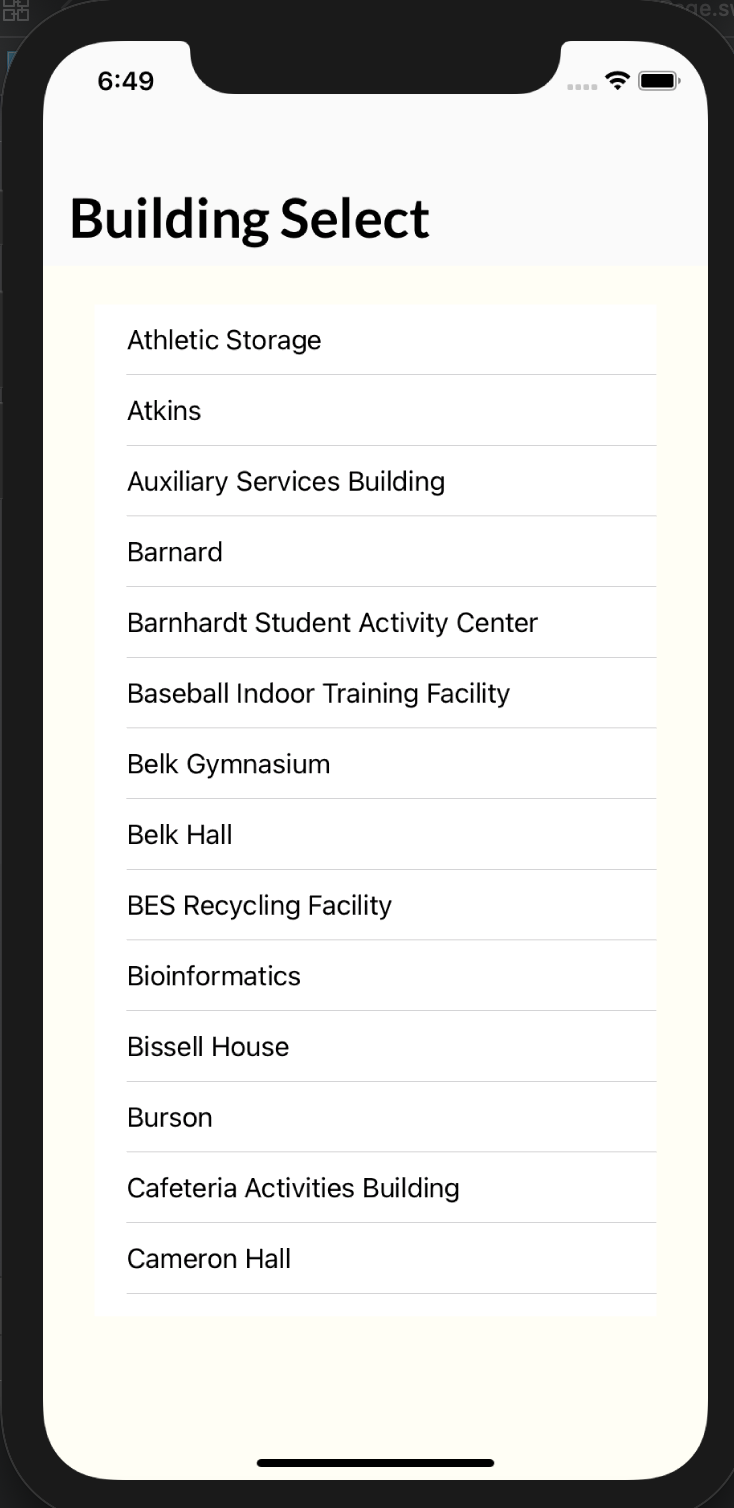 6:49
Building Select
Athletic Storage
Atkins
Auxiliary Services Building
Barnard
Barnhardt Student Activity Center
Baseball Indoor Training Facility
Belk Gymnasium
Belk Hall
BES Recycling Facility
Bioinformatics
Bissell House
Burson
Cafeteria Activities Building
Cameron Hall